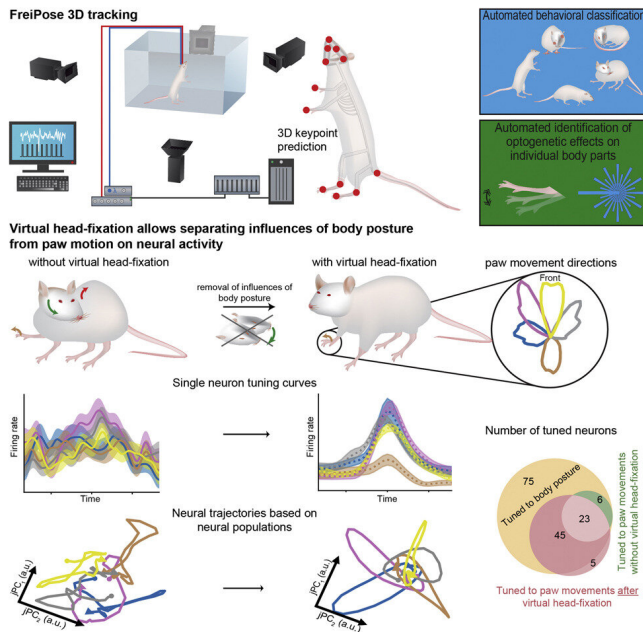 FreiPose 3D tracking
3D keypoint
prediction
Automated behavioral classification
Automated identification of
optogenetic effects on
individual body parts
Virtual head-fixation allows separating influences of body posture
from paw motion on neural activity
without virtual head-fixation
removal of influences of
body posture
with virtual head-fixation
paw movement directions
Front
Single neuron tuning curves
Firing rate
Time
Firing rate
Time
Number of tuned neurons
75
Tuned to body posture
6
23
45
5
Tuned to paw movements
without virtual head-fixation
Tuned to paw movements after
virtual head-fixation
Neural trajectories based on
neural populations
jPC1 (a.u.)
jPC2 (a.u.)
jPC1 (a.u.)
jPC2 (a.u.)